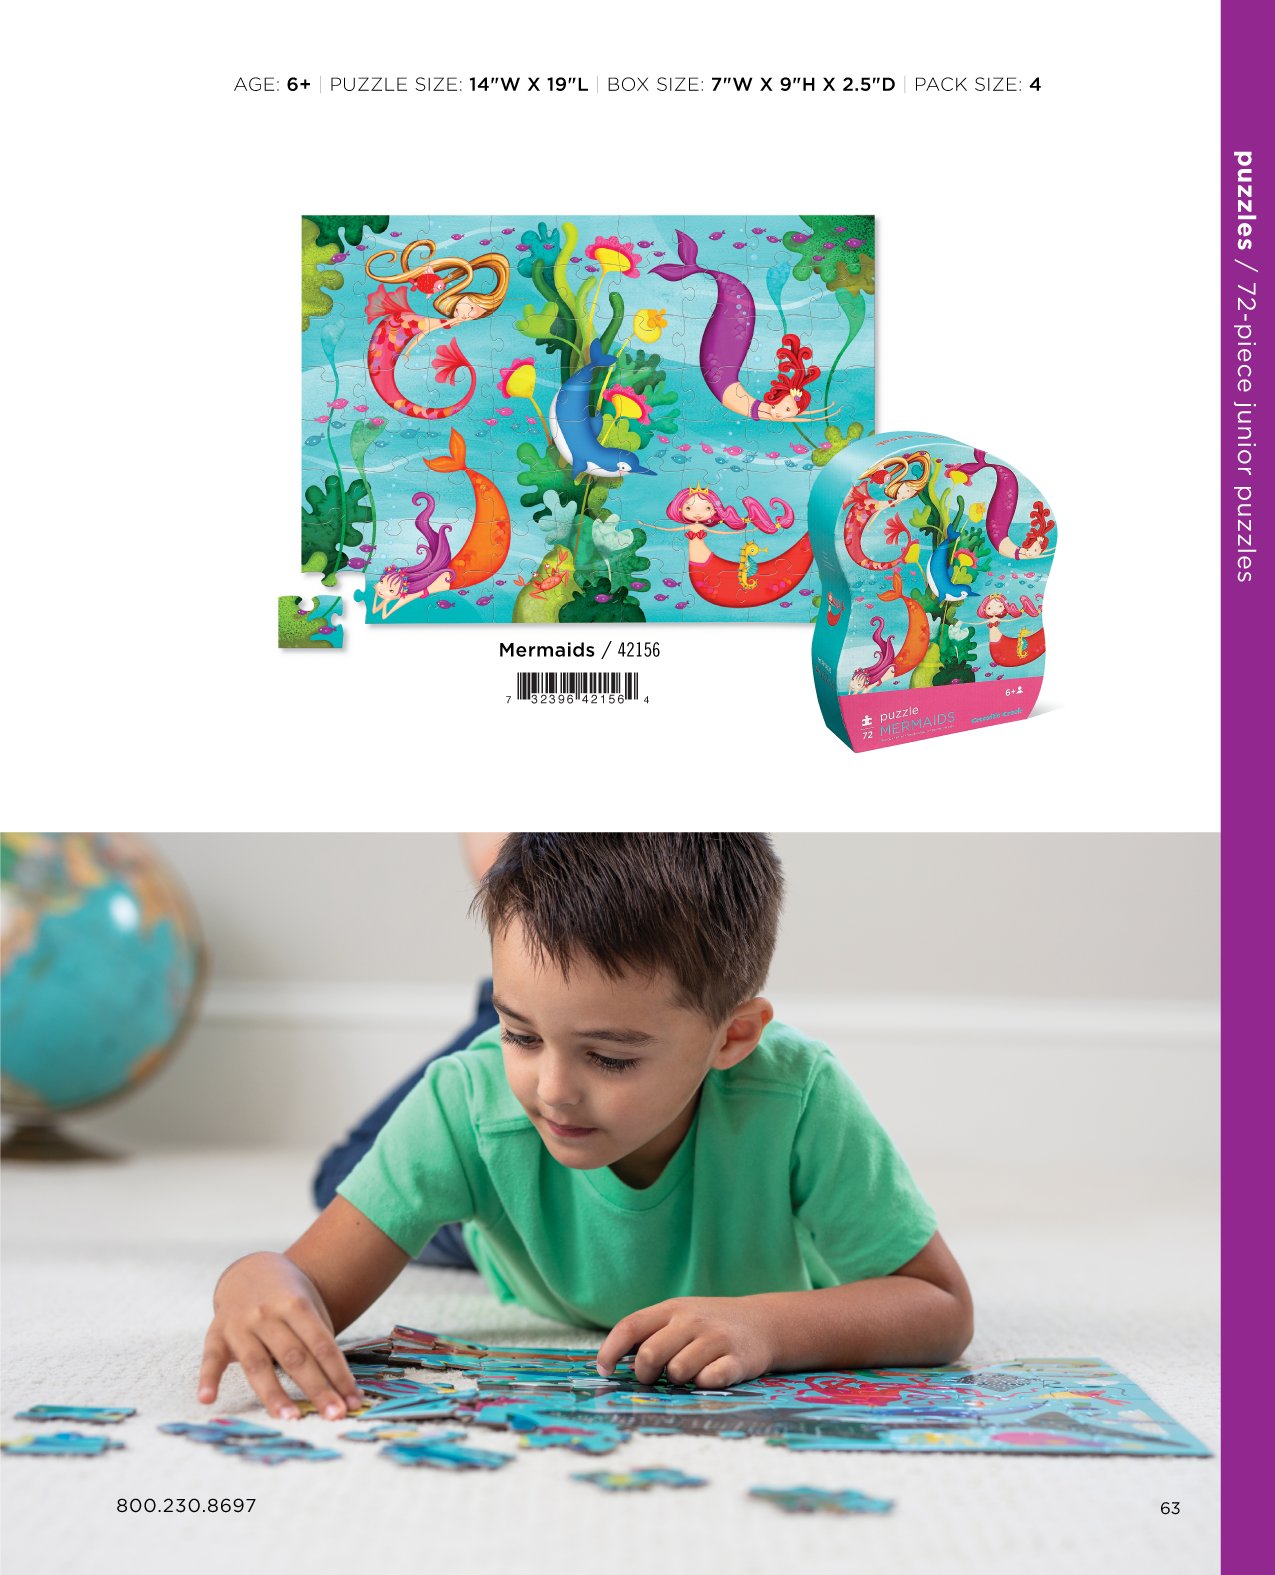 AGE: 6+ | PUZZLE SIZE: 14"W X 19"L | BOX SIZE: 7"W X 9"H X 2.5"D | PACK SIZE: 4
puzzles / 72-piece junior puzzles
Mermaids / 42156
7 32396 42156 4
6+
puzzle
72 MERMAIDS
crocodile creek
800.230.8697
63